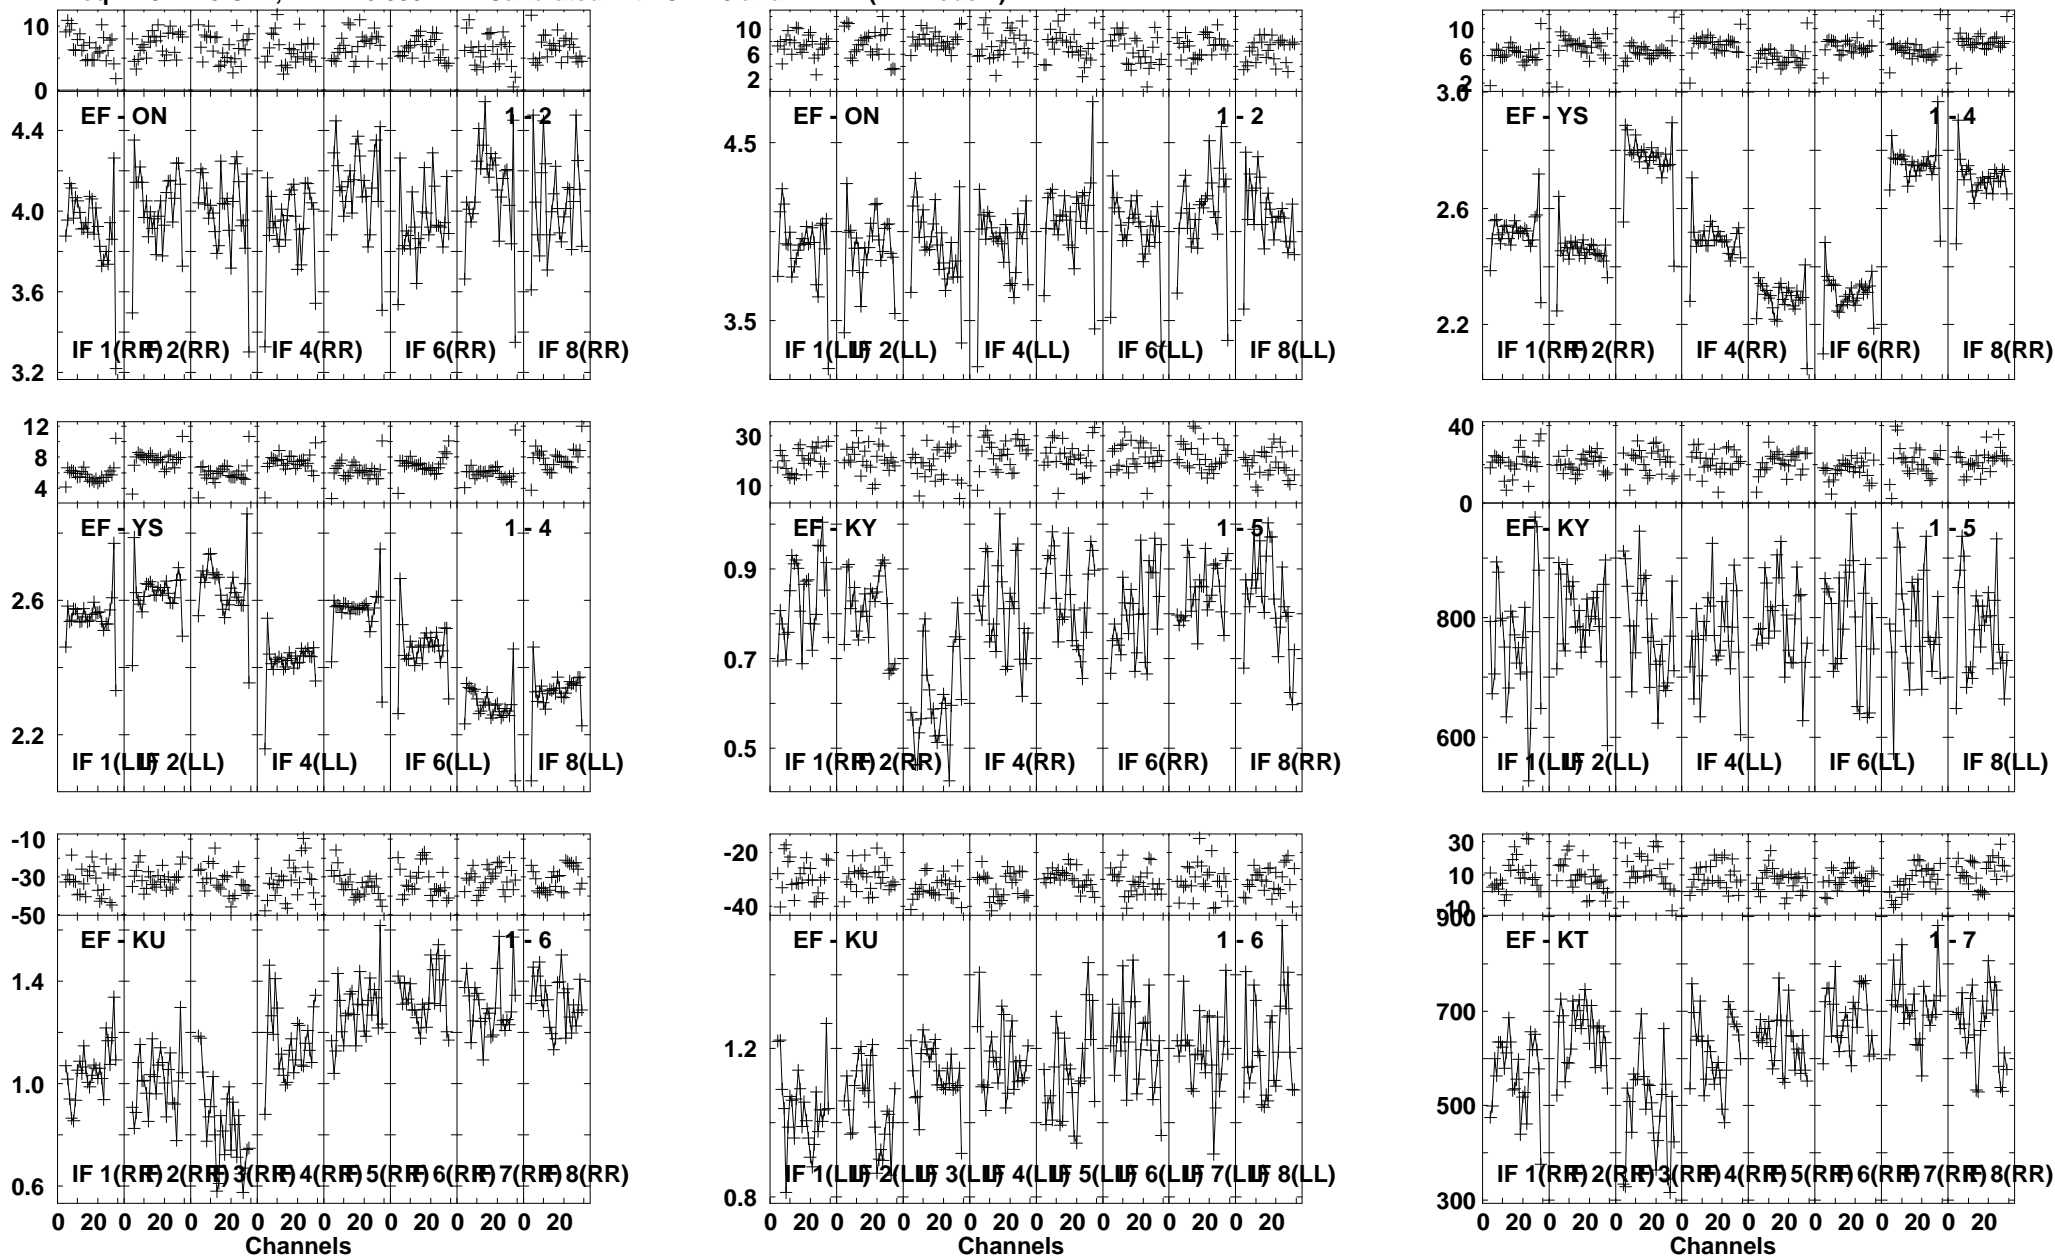 10
0
EF - ON
1 - 2
4.4
4.0
3.6
3.2
IF 1(RR)
IF 2(RR)
IF 4(RR)
IF 6(RR)
IF 8(RR)
10
6
2
EF - ON
1 - 2
4.5
3.5
IF 1(LL)
IF 2(LL)
IF 4(LL)
IF 6(LL)
IF 8(LL)
10
6
2
3.0
EF - YS
1 - 4
2.6
2.2
IF 1(RR)
IF 2(RR)
IF 4(RR)
IF 6(RR)
IF 8(RR)
12
8
4
EF - YS
1 - 4
2.6
2.2
IF 1(LL)
IF 2(LL)
IF 4(LL)
IF 6(LL)
IF 8(LL)
30
10
EF - KY
1 - 5
0.9
0.7
0.5
IF 1(RR)
IF 2(RR)
IF 4(RR)
IF 6(RR)
IF 8(RR)
40
0
EF - KY
1 - 5
800
600
IF 1(LL)
IF 2(LL)
IF 4(LL)
IF 6(LL)
IF 8(LL)
-10
-30
-50
EF - KU
1 - 6
1.4
1.0
0.6
IF 1(RR)
IF 2(RR)
IF 3(RR)
IF 4(RR)
IF 5(RR)
IF 6(RR)
IF 7(RR)
IF 8(RR)
0 20 0 20 0 20 0 20 0 20 0 20 0 20 0 20
Channels
-20
-40
EF - KU
1 - 6
1.2
0.8
IF 1(LL)
IF 2(LL)
IF 3(LL)
IF 4(LL)
IF 5(LL)
IF 6(LL)
IF 7(LL)
IF 8(LL)
0 20 0 20 0 20 0 20 0 20 0 20 0 20 0 20
Channels
30
10
-10
900
EF - KT
1 - 7
700
500
300
IF 1(RR)
IF 2(RR)
IF 3(RR)
IF 4(RR)
IF 5(RR)
IF 6(RR)
IF 7(RR)
IF 8(RR)
0 20 0 20 0 20 0 20 0 20 0 20 0 20 0 20
Channels